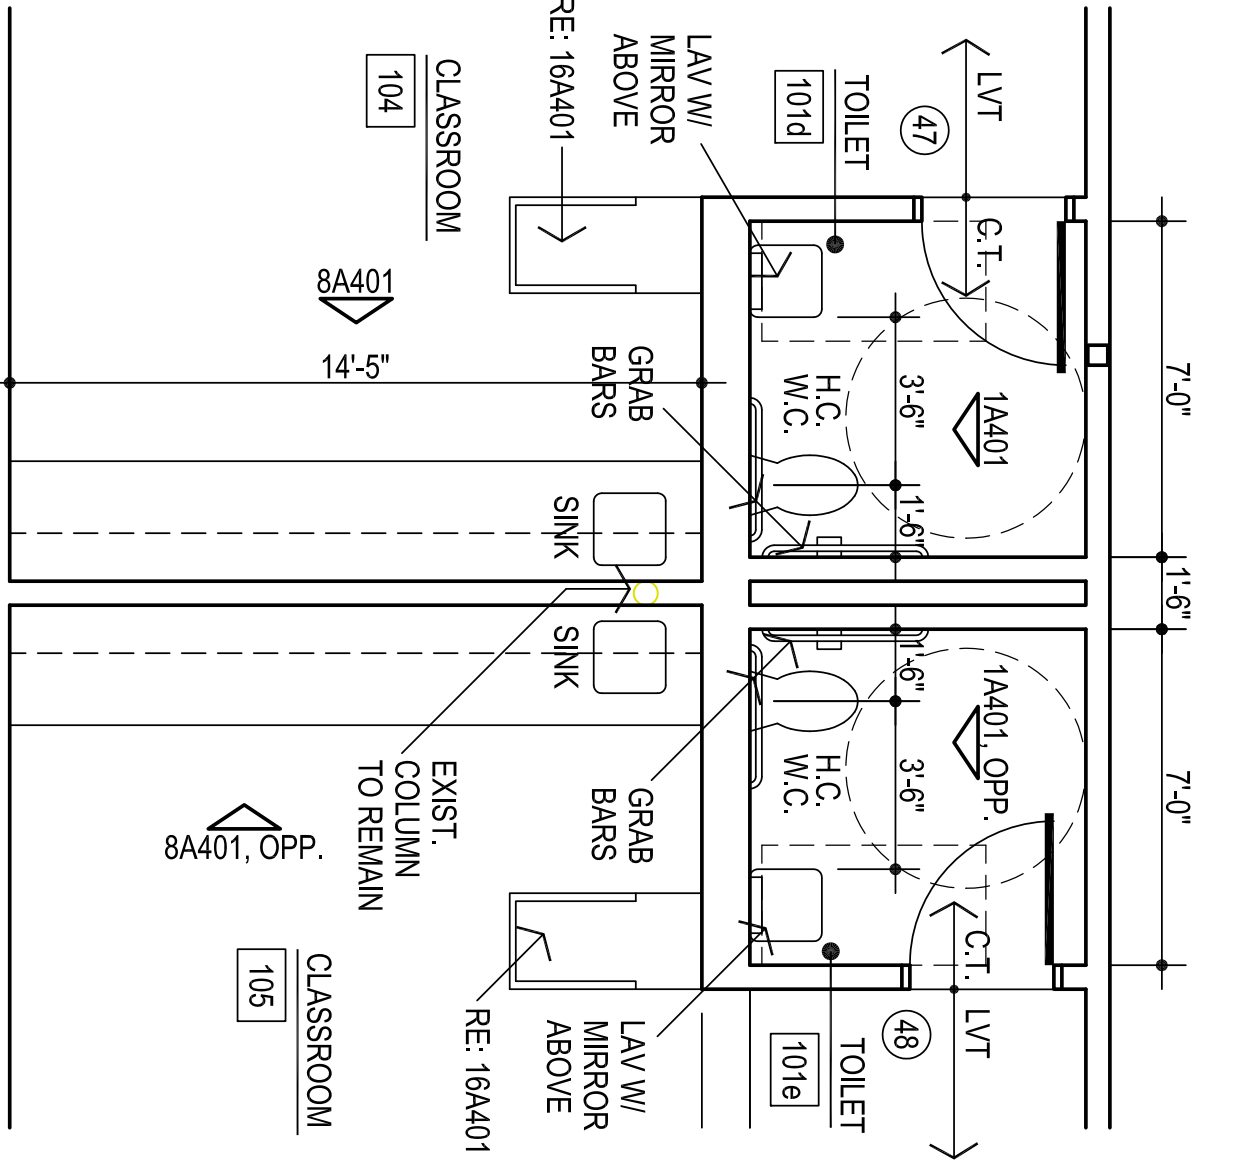 7'-0"
1'-6"
7'-0"
LVT
47
C.T.
TOILET
101d
LAV W/
MIRROR
ABOVE
RE: 16A401
CLASSROOM
104
8A401
14'-5"
GRAB
BARS
H.C.
W.C.
3'-6"
1'-6"
1A401
SINK
SINK
1'-6"
3'-6"
1A401, OPP.
H.C.
W.C.
GRAB
BARS
EXIST.
COLUMN
TO REMAIN
8A401, OPP.
CLASSROOM
105
RE: 16A401
LAV W/
MIRROR
ABOVE
TOILET
101e
48
C.T.
LVT